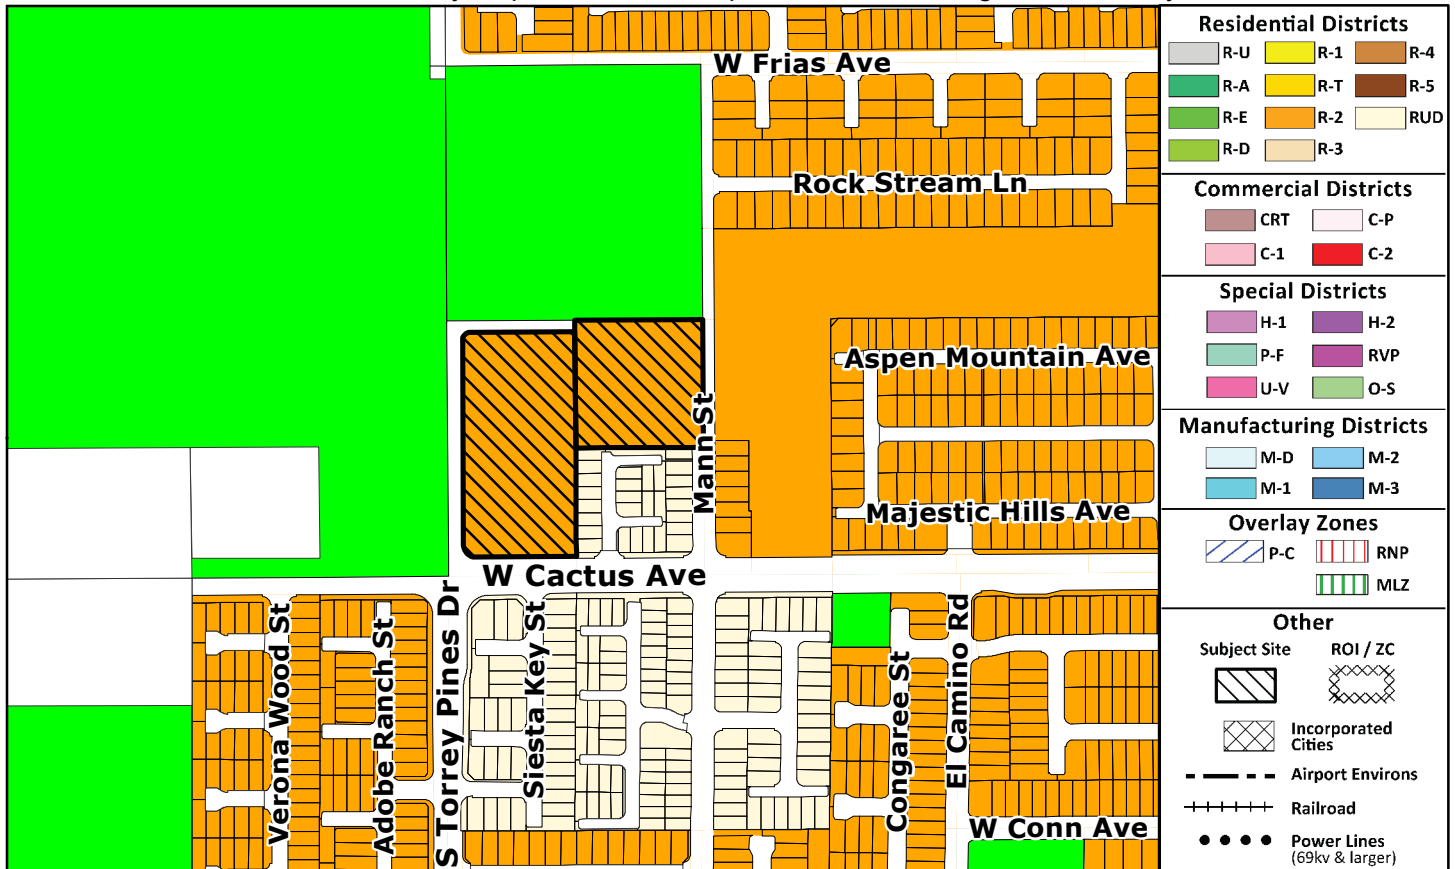 W Frias Ave
Rock Stream Ln
Aspen Mountain Ave
Mann St
Majestic Hills Ave
W Cactus Ave
Verona Wood St
Adobe Ranch St
S Torrey Pines Dr
Siesta Key St
Congaree St
El Camino Rd
W Conn Ave
Residential Districts
R-U R-1 R-4
R-A R-T R-5
R-E R-2 RUD
R-D R-3
Commercial Districts
CRT C-P
C-1 C-2
Special Districts
H-1 H-2
P-F RVP
U-V O-S
Manufacturing Districts
M-D M-2
M-1 M-3
Overlay Zones
P-C RNP
MLZ
Other
Subject Site ROI / ZC
Incorporated
Cities
Airport Environs
Railroad
Power Lines
(69kv & larger)